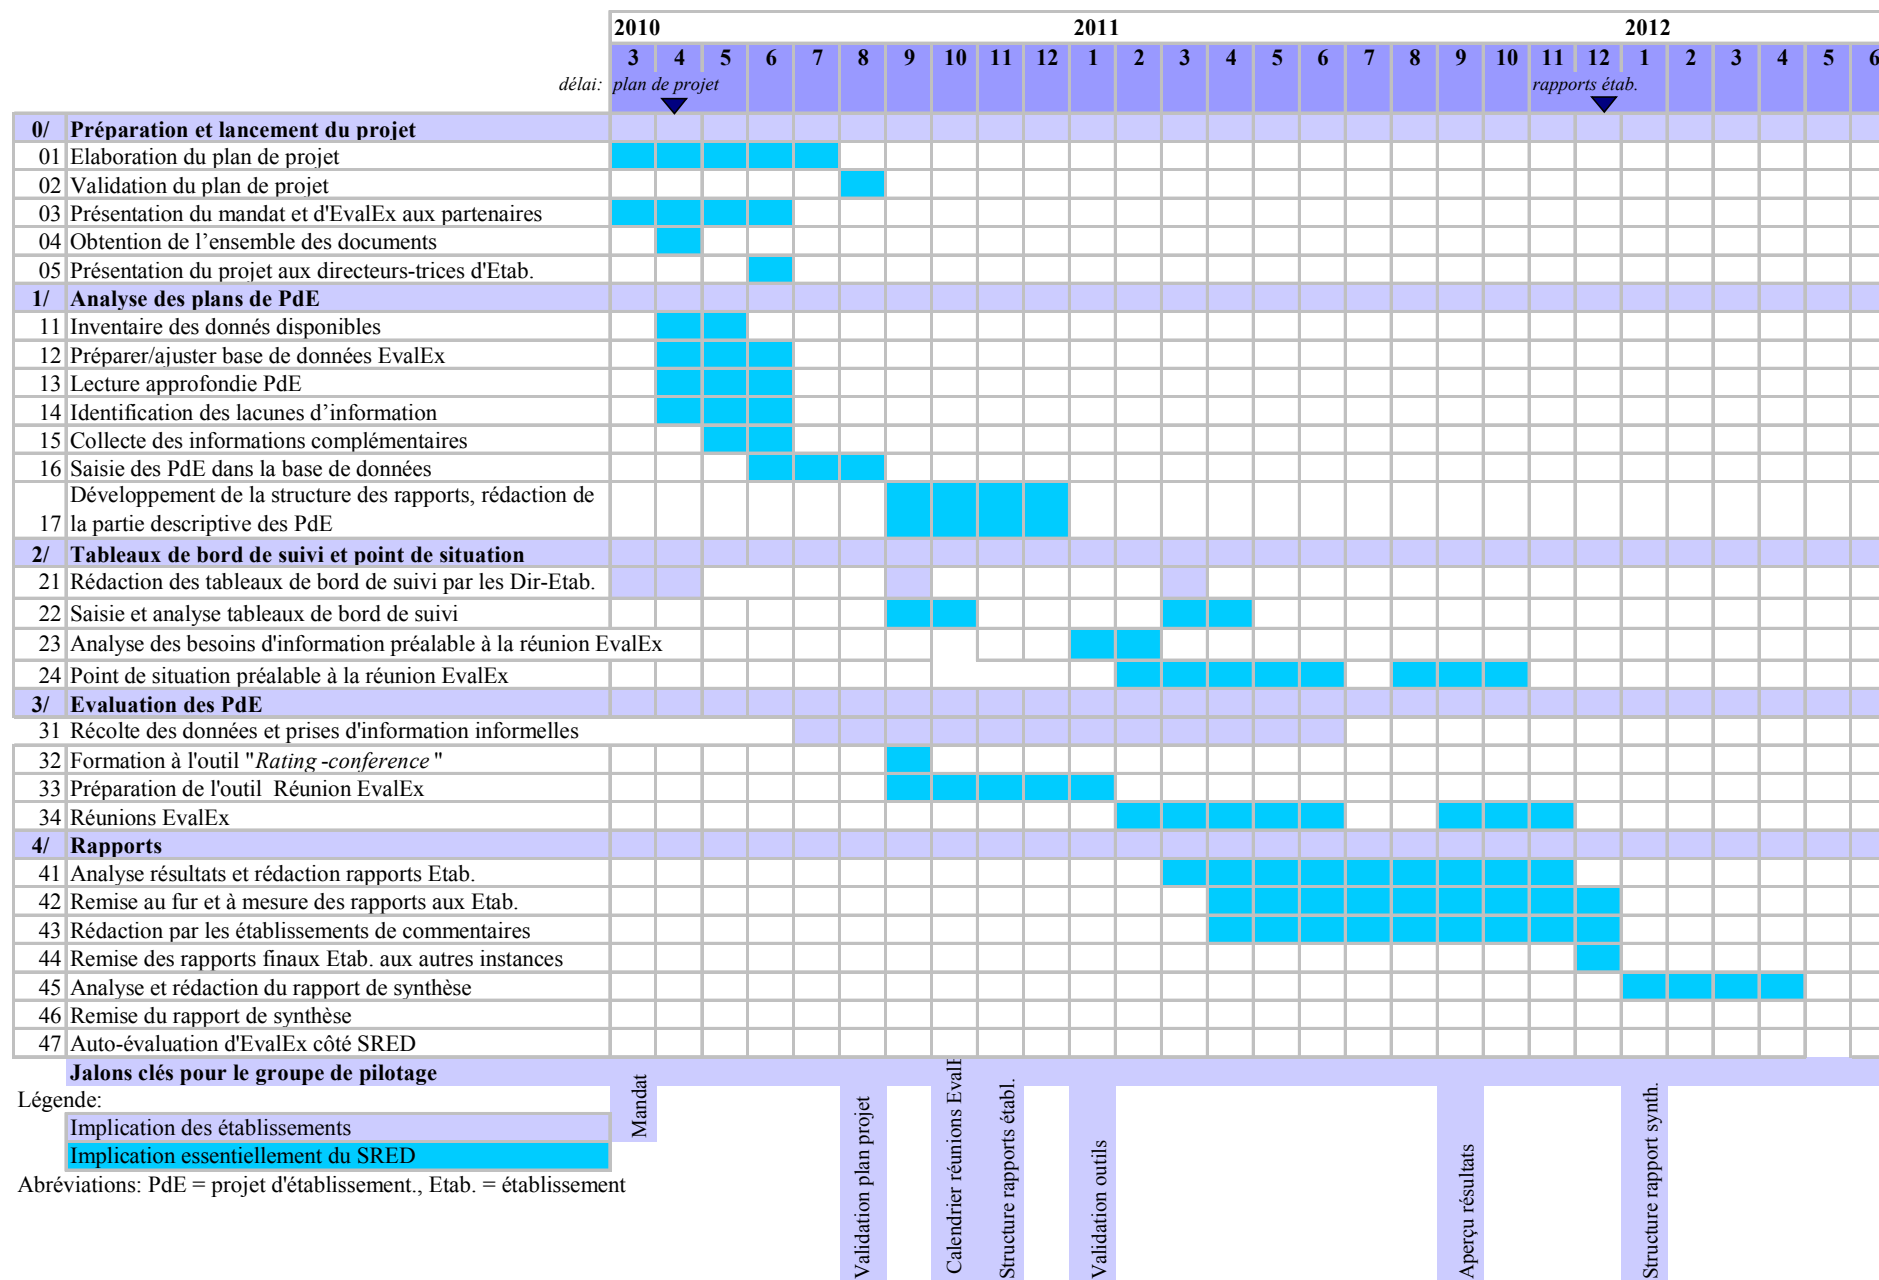 2010 2011 2012
3 4 5 6 7 8 9 10 11 12 1 2 3 4 5 6 7 8 9 10 11 12 1 2 3 4 5 6
délai: plan de projet rapports étab.
0/ Préparation et lancement du projet
01 Elaboration du plan de projet
02 Validation du plan de projet
03 Présentation du mandat et d'EvalEx aux partenaires
04 Obtention de l’ensemble des documents
05 Présentation du projet aux directeurs-trices d'Etab.
1/ Analyse des plans de PdE
11 Inventaire des donnés disponibles
12 Préparer/ajuster base de données EvalEx
13 Lecture approfondie PdE
14 Identification des lacunes d’information
15 Collecte des informations complémentaires
16 Saisie des PdE dans la base de données
Développement de la structure des rapports, rédaction de
17 la partie descriptive des PdE
2/ Tableaux de bord de suivi et point de situation
21 Rédaction des tableaux de bord de suivi par les Dir-Etab.
22 Saisie et analyse tableaux de bord de suivi
23 Analyse des besoins d'information préalable à la réunion EvalEx
24 Point de situation préalable à la réunion EvalEx
3/ Evaluation des PdE
31 Récolte des données et prises d'information informelles
32 Formation à l'outil "Rating -conference "
33 Préparation de l'outil Réunion EvalEx
34 Réunions EvalEx
4/ Rapports
41 Analyse résultats et rédaction rapports Etab.
42 Remise au fur et à mesure des rapports aux Etab.
43 Rédaction par les établissements de commentaires
44 Remise des rapports finaux Etab. aux autres instances
45 Analyse et rédaction du rapport de synthèse
46 Remise du rapport de synthèse
47 Auto-évaluation d'EvalEx côté SRED
Jalons clés pour le groupe de pilotage
Mandat
Validation plan projet
Calendrier réunions EvalE
Structure rapports établ.
Validation outils
Aperçu résultats
Structure rapport synth.
Légende:
Implication des établissements
Implication essentiellement du SRED
Abréviations: PdE = projet d'établissement., Etab. = établissement